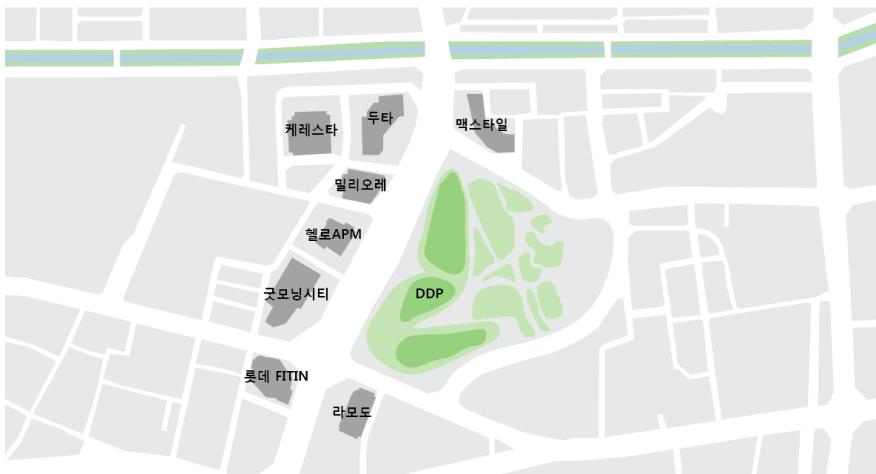 두타
맥스타일
케레스타
밀리오레
헬로APM
굿모닝시티
DDP
롯데 FITIN
라모도